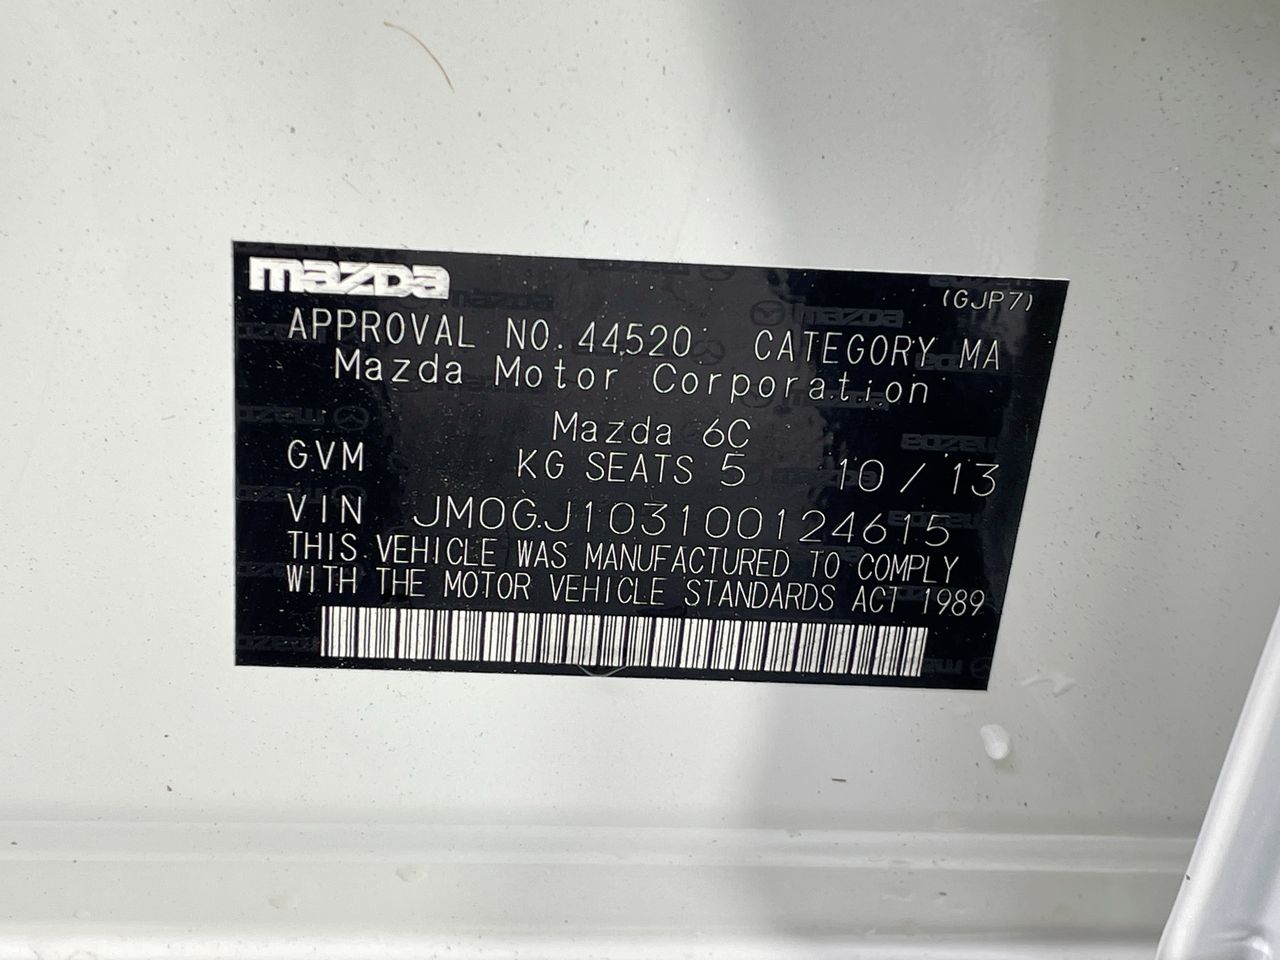 mazda
(GJP7)
APPROVAL NO. 44520 CATEGORY MA
Mazda Motor Corporation
Mazda 6C
GVM KG SEATS 5 10/13
VIN JM0GJ103100124615
THIS VEHICLE WAS MANUFACTURED TO COMPLY
WITH THE MOTOR VEHICLE STANDARDS ACT 1989